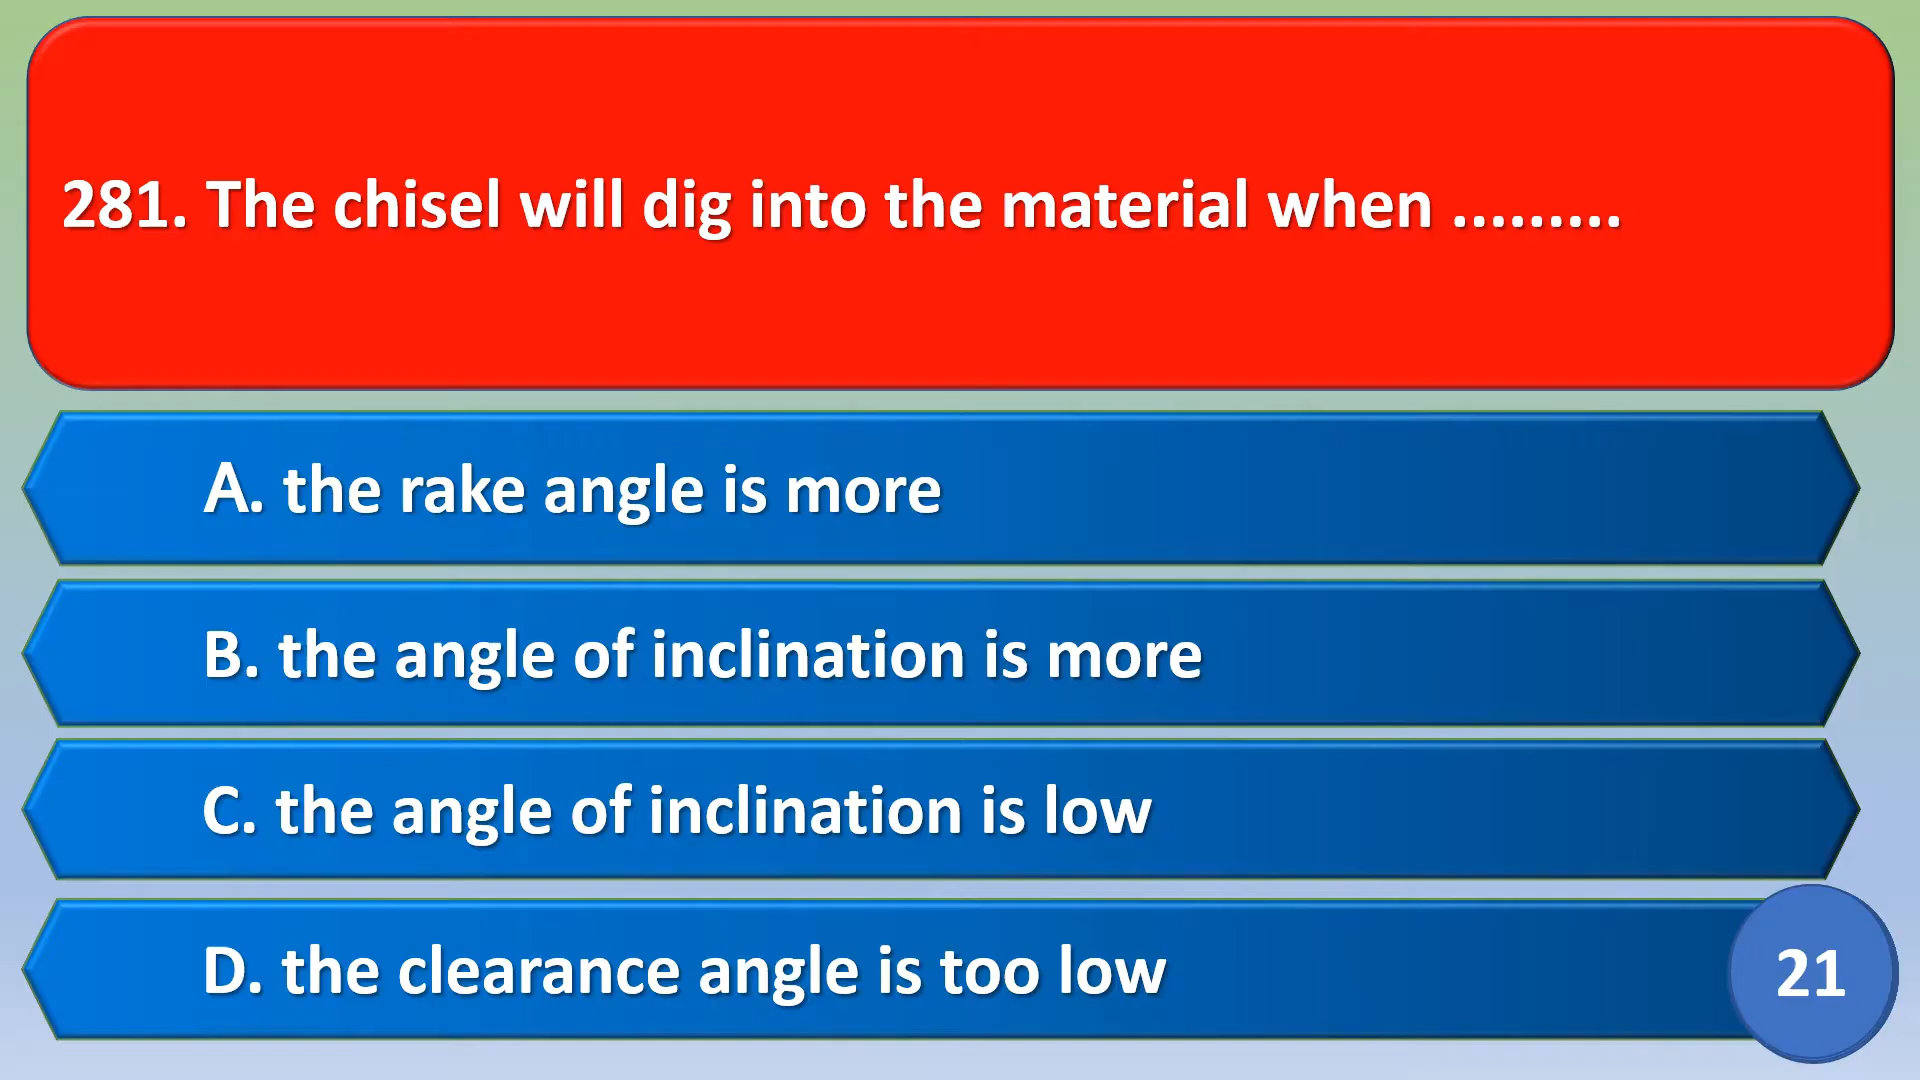 281. The chisel will dig into the material when .........
A. the rake angle is more
B. the angle of inclination is more
C. the angle of inclination is low
D. the clearance angle is too low
21